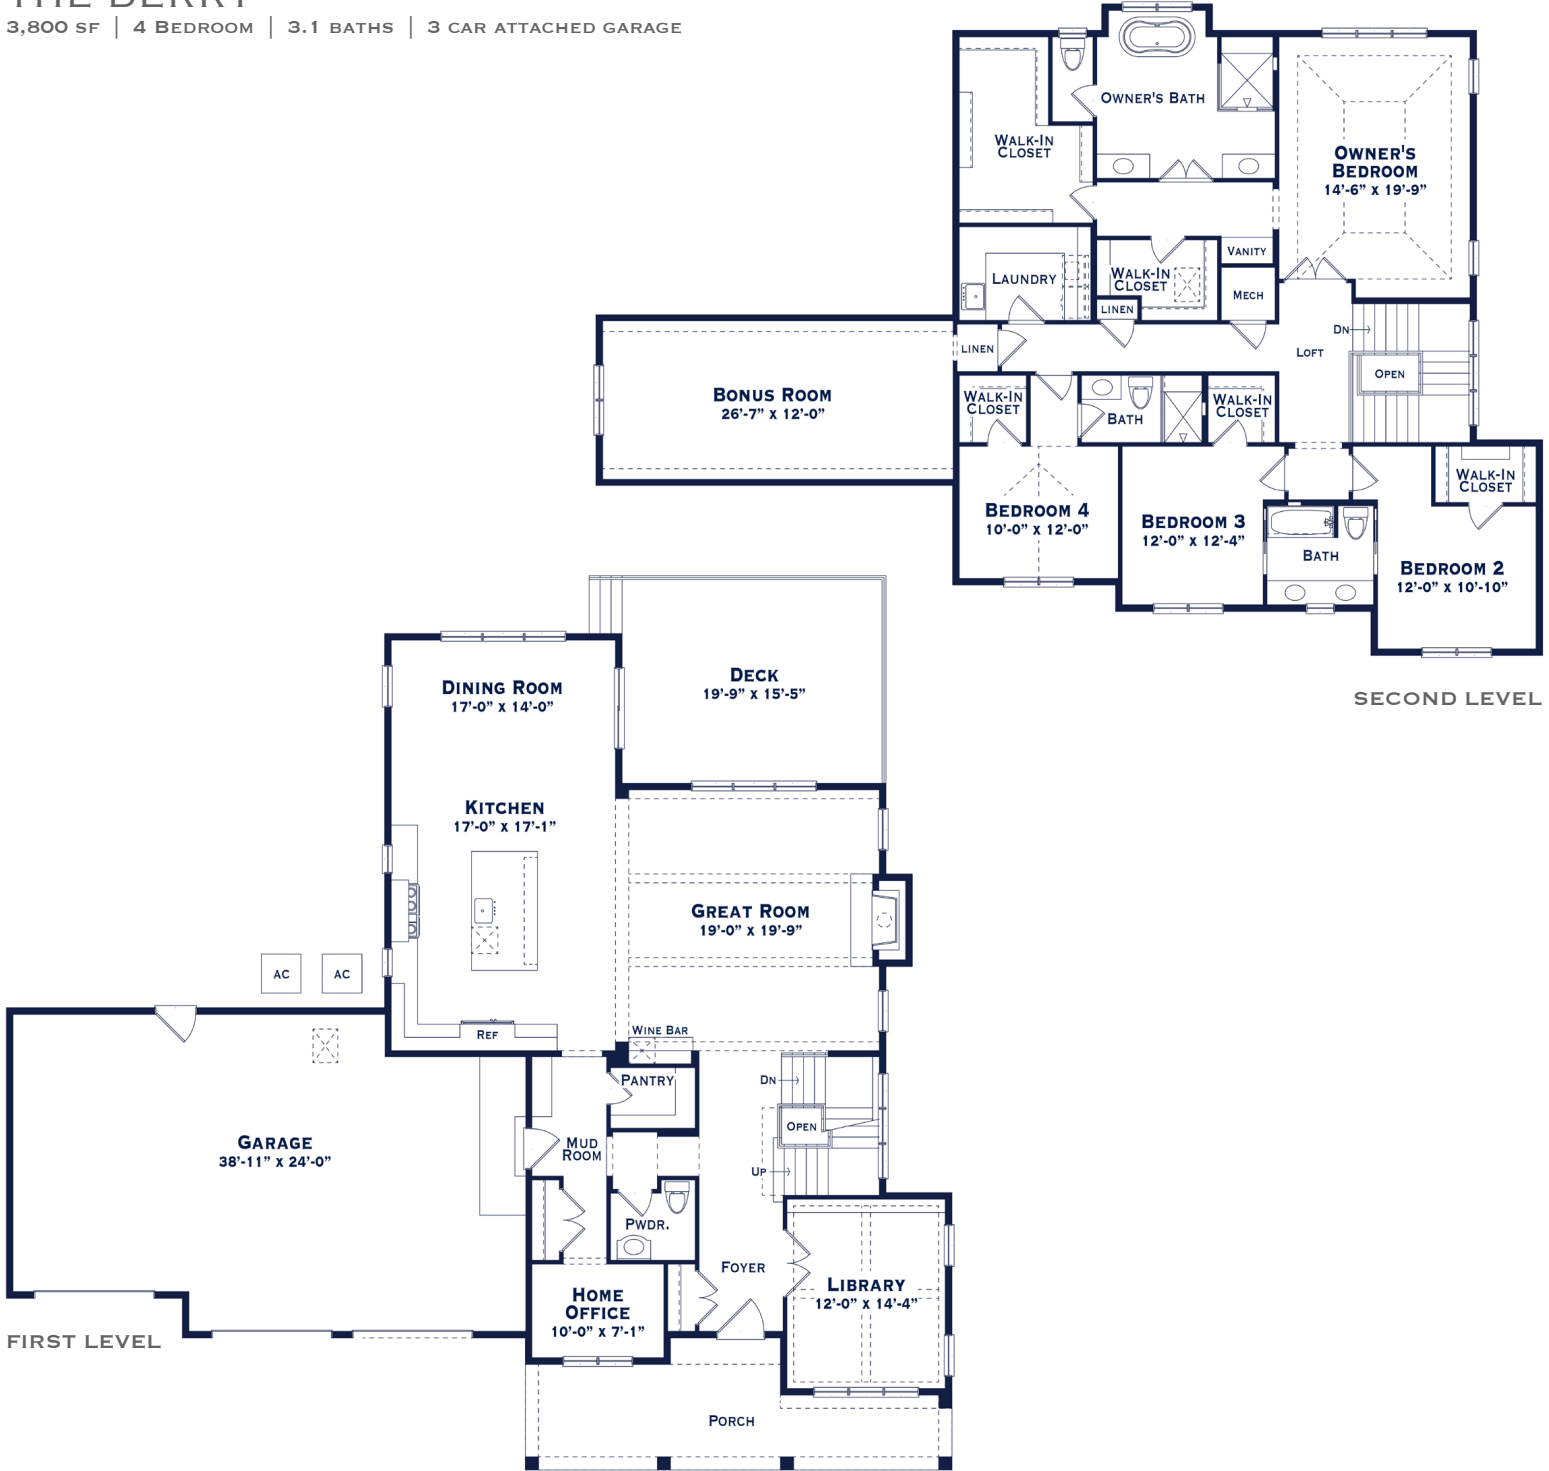 THE BERRY
3,800 SF | 4 BEDROOM | 3.1 BATHS | 3 CAR ATTACHED GARAGE
OWNER'S BATH
WALK-IN
CLOSET
OWNER'S
BEDROOM
14'-6" X 19'-9"
VANITY
LAUNDRY
WALK-IN
CLOSET
MECH
LINEN
DN
LINEN
LOFT
OPEN
BONUS ROOM
26'-7" X 12'-0"
WALK-IN
CLOSET
BATH
WALK-IN
CLOSET
WALK-IN
CLOSET
BEDROOM 4
10'-0" X 12'-0"
BEDROOM 3
12'-0" X 12'-4"
BATH
BEDROOM 2
12'-0" X 10'-10"
SECOND LEVEL
DECK
19'-9" X 15'-5"
DINING ROOM
17'-0" X 14'-0"
KITCHEN
17'-0" X 17'-1"
GREAT ROOM
19'-0" X 19'-9"
AC
AC
REF
WINE BAR
PANTRY
DN
OPEN
GARAGE
38'-11" X 24'-0"
MUD
ROOM
UP
PWDR.
FOYER
LIBRARY
12'-0" X 14'-4"
HOME
OFFICE
10'-0" X 7'-1"
FIRST LEVEL
PORCH